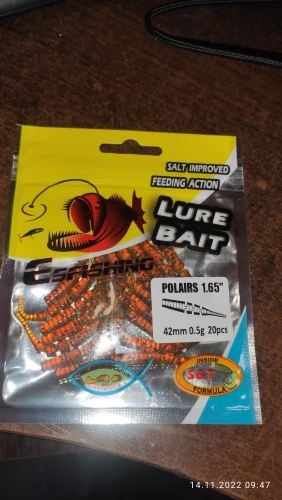 SALT IMPROVED
FEEDING ACTION
LURE
BAIT
ESFISHING
POLAIRS 1.65"
42mm 0.5g 20pcs
INSIDE
S&T
FORMULA
14.11.2022 09:47